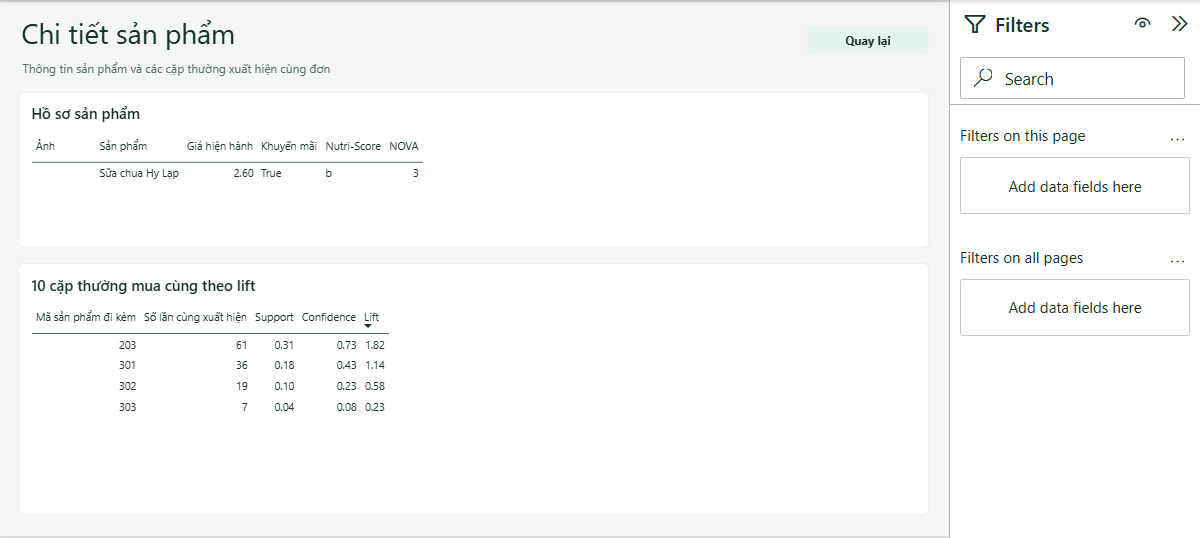 Chi tiết sản phẩm
Quay lại
Thông tin sản phẩm và các cặp thường xuất hiện cùng đơn
Hồ sơ sản phẩm
Ảnh Sản phẩm Giá hiện hành Khuyến mãi Nutri-Score NOVA
Sữa chua Hy Lạp 2.60 True b 3
10 cặp thường mua cùng theo lift
Mã sản phẩm đi kèm Số lần cùng xuất hiện Support Confidence Lift
203 61 0.31 0.73 1.82
301 36 0.18 0.43 1.14
302 19 0.10 0.23 0.58
303 7 0.04 0.08 0.23
Filters
Search
Filters on this page ...
Add data fields here
Filters on all pages ...
Add data fields here